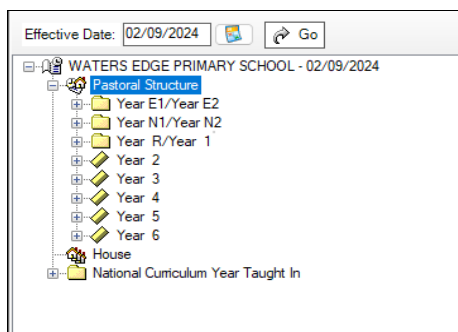 Effective Date: 02/09/2024 Go
WATERS EDGE PRIMARY SCHOOL - 02/09/2024
Pastoral Structure
Year E1/Year E2
Year N1/Year N2
Year R/Year 1
Year 2
Year 3
Year 4
Year 5
Year 6
House
National Curriculum Year Taught In